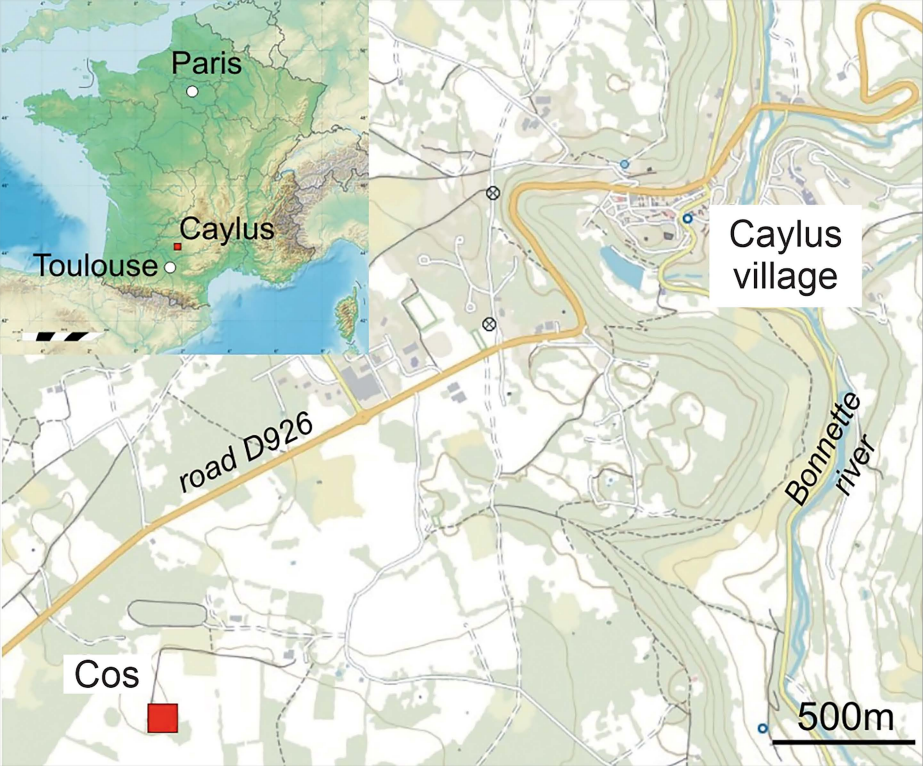 Paris
Caylus
Toulouse
Caylus
village
road D926
Bonnette
river
Cos
500m